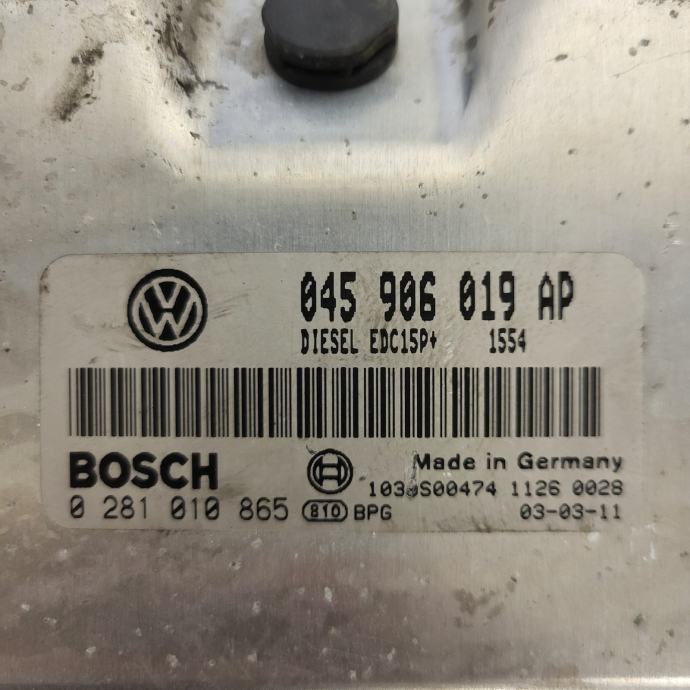 045 906 019 AP
DIESEL EDC15P+ 1554
BOSCH
Made in Germany
1030S00474 1126 0028
0 281 010 865 810 BPG 03-03-11